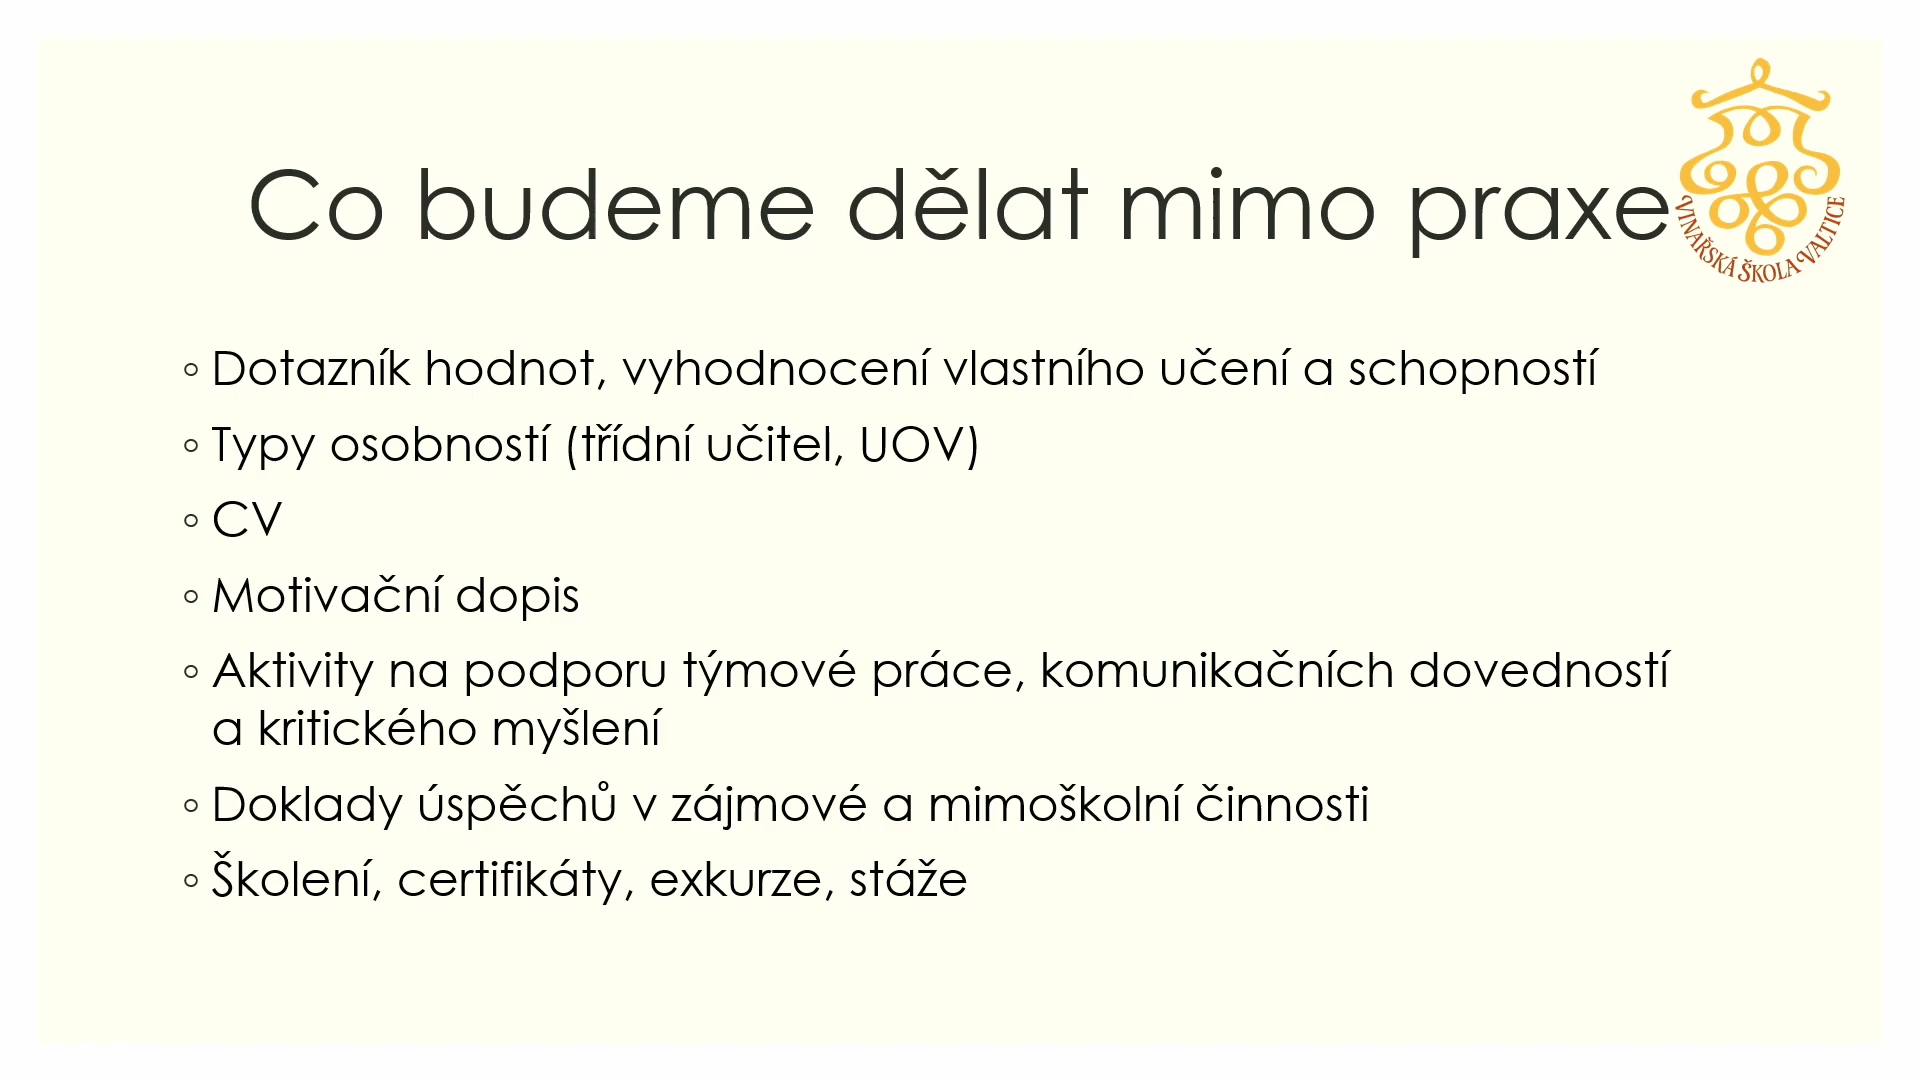 Co budeme dělat mimo praxe
VINAŘSKÁ ŠKOLA VALTICE
◦ Dotazník hodnot, vyhodnocení vlastního učení a schopností
◦ Typy osobností (třídní učitel, UOV)
◦ CV
◦ Motivační dopis
◦ Aktivity na podporu týmové práce, komunikačních dovedností
a kritického myšlení
◦ Doklady úspěchů v zájmové a mimoškolní činnosti
◦ Školení, certifikáty, exkurze, stáže